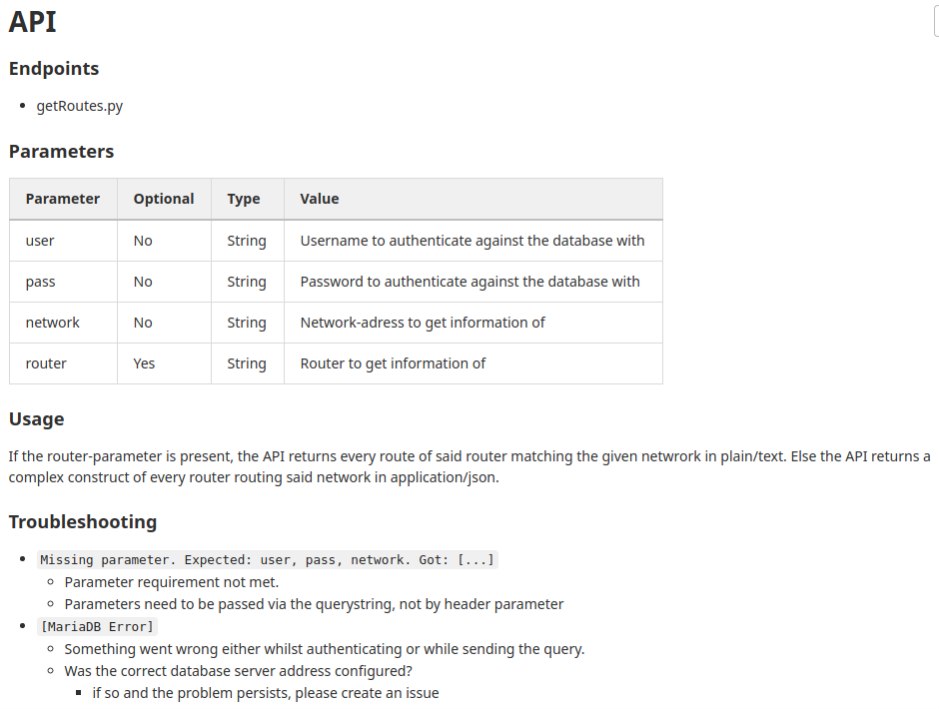 API
Endpoints
• getRoutes.py
Parameters
Parameter Optional Type Value
user No String Username to authenticate against the database with
pass No String Password to authenticate against the database with
network No String Network-adress to get information of
router Yes String Router to get information of
Usage
If the router-parameter is present, the API returns every route of said router matching the given netwrork in plain/text. Else the API returns a
complex construct of every router routing said network in application/json.
Troubleshooting
• Missing parameter. Expected: user, pass, network. Got: [...]
◦ Parameter requirement not met.
◦ Parameters need to be passed via the querystring, not by header parameter
• [MariaDB Error]
◦ Something went wrong either whilst authenticating or while sending the query.
◦ Was the correct database server address configured?
▪ if so and the problem persists, please create an issue